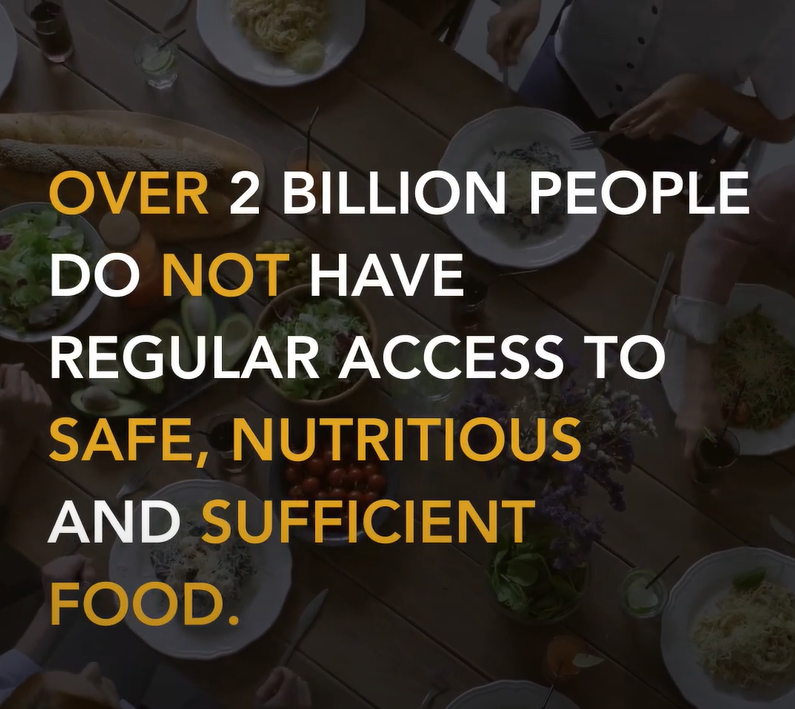 OVER 2 BILLION PEOPLE
DO NOT HAVE
REGULAR ACCESS TO
SAFE, NUTRITIOUS
AND SUFFICIENT
FOOD.